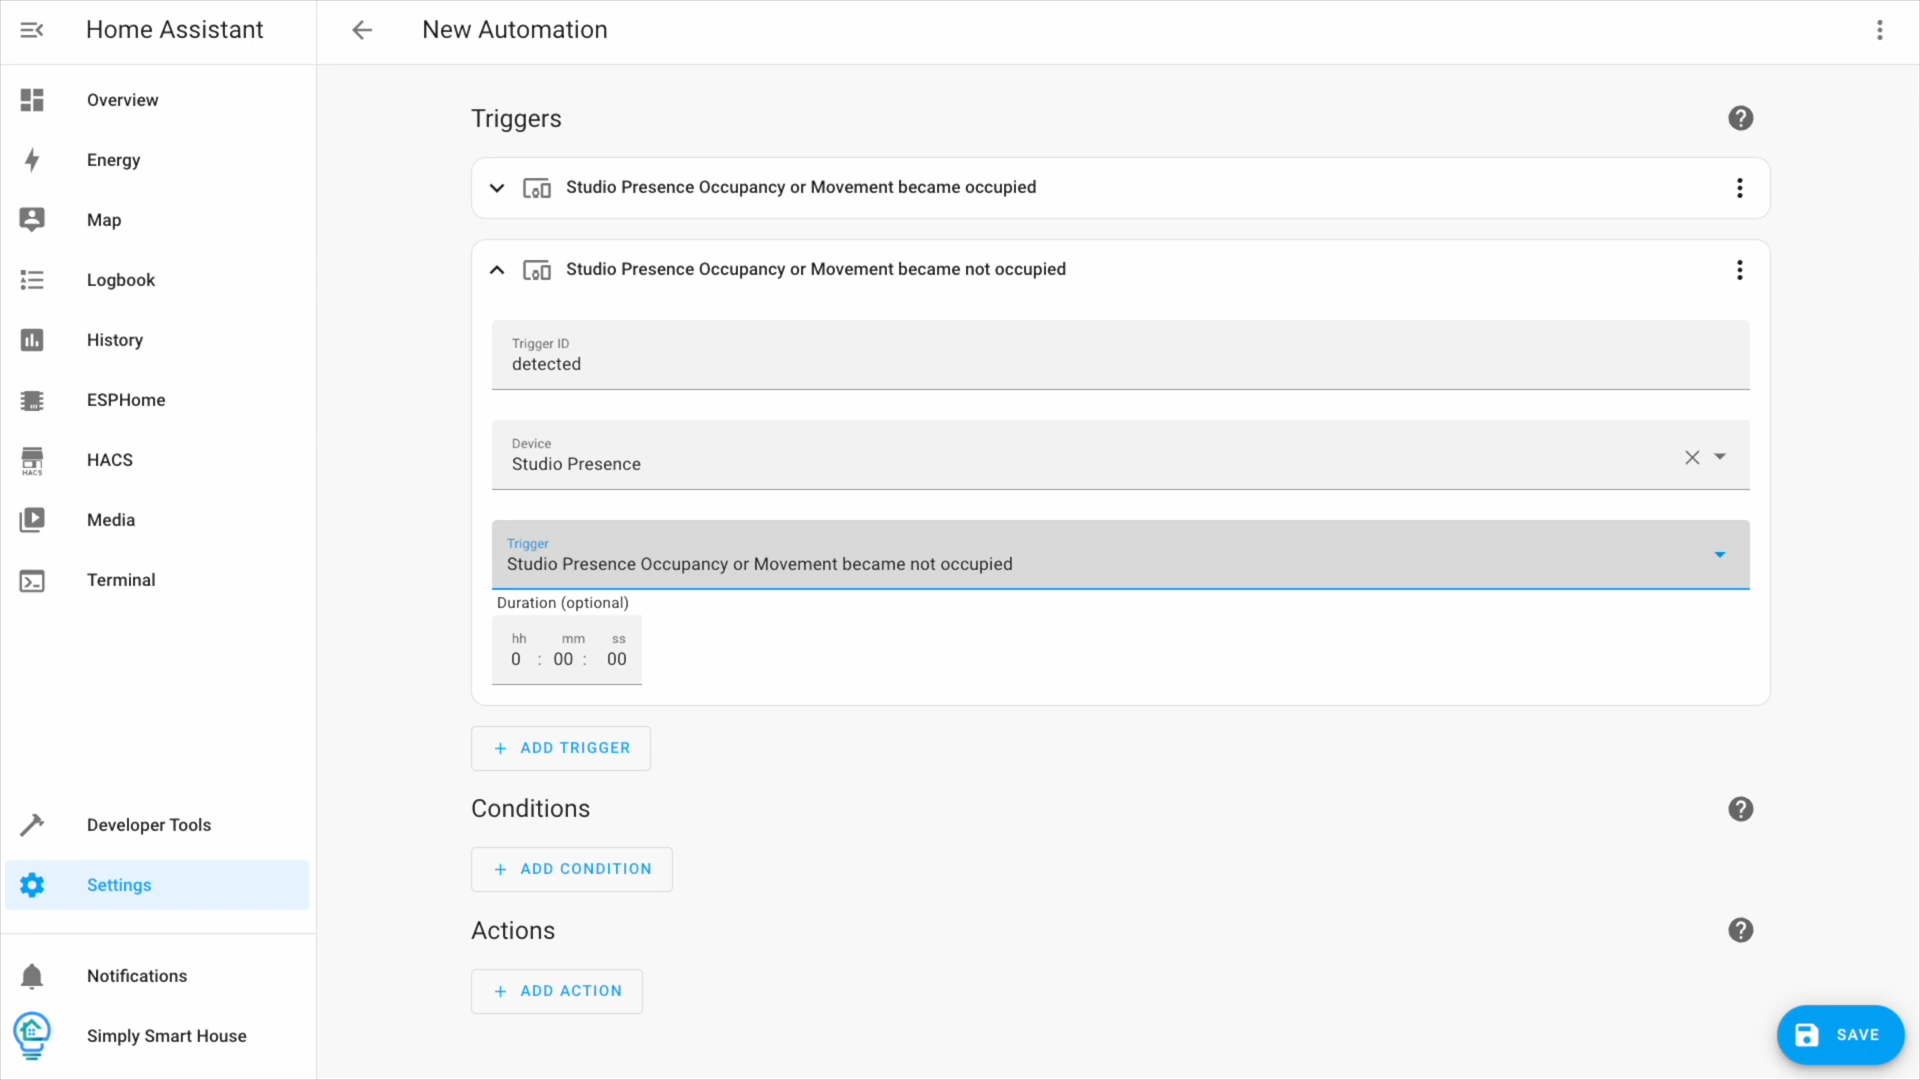 Home Assistant
New Automation
Overview
Energy
Map
Logbook
History
ESPHome
HACS
HACS
Media
Terminal
Developer Tools
Settings
Notifications
Simply Smart House
Triggers
Studio Presence Occupancy or Movement became occupied
Studio Presence Occupancy or Movement became not occupied
Trigger ID
detected
Device
Studio Presence
Trigger
Studio Presence Occupancy or Movement became not occupied
Duration (optional)
hh mm ss
0 : 00 : 00
+ ADD TRIGGER
Conditions
+ ADD CONDITION
Actions
+ ADD ACTION
SAVE